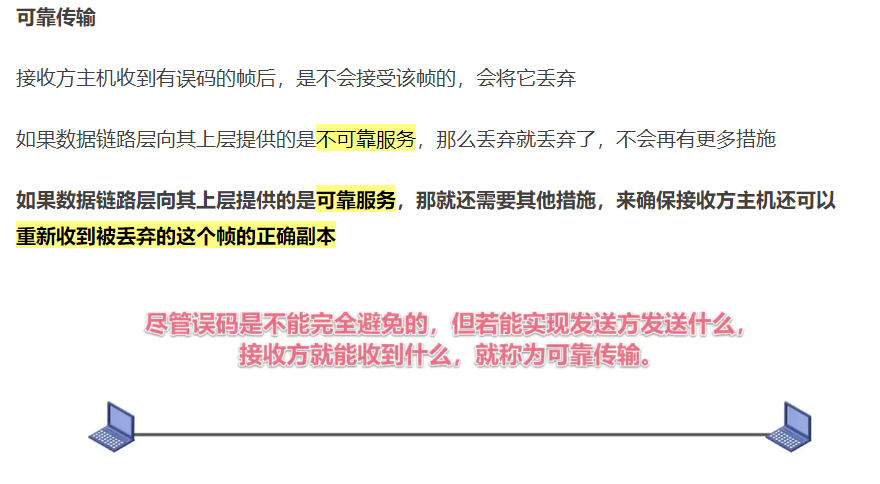 可靠传输
接收方主机收到有误码的帧后，是不会接受该帧的，会将它丢弃
如果数据链路层向其上层提供的是不可靠服务，那么丢弃就丢弃了，不会再有更多措施
如果数据链路层向其上层提供的是可靠服务，那就还需要其他措施，来确保接收方主机还可以
重新收到被丢弃的这个帧的正确副本
尽管误码是不能完全避免的，但若能实现发送方发送什么，
接收方就能收到什么，就称为可靠传输。